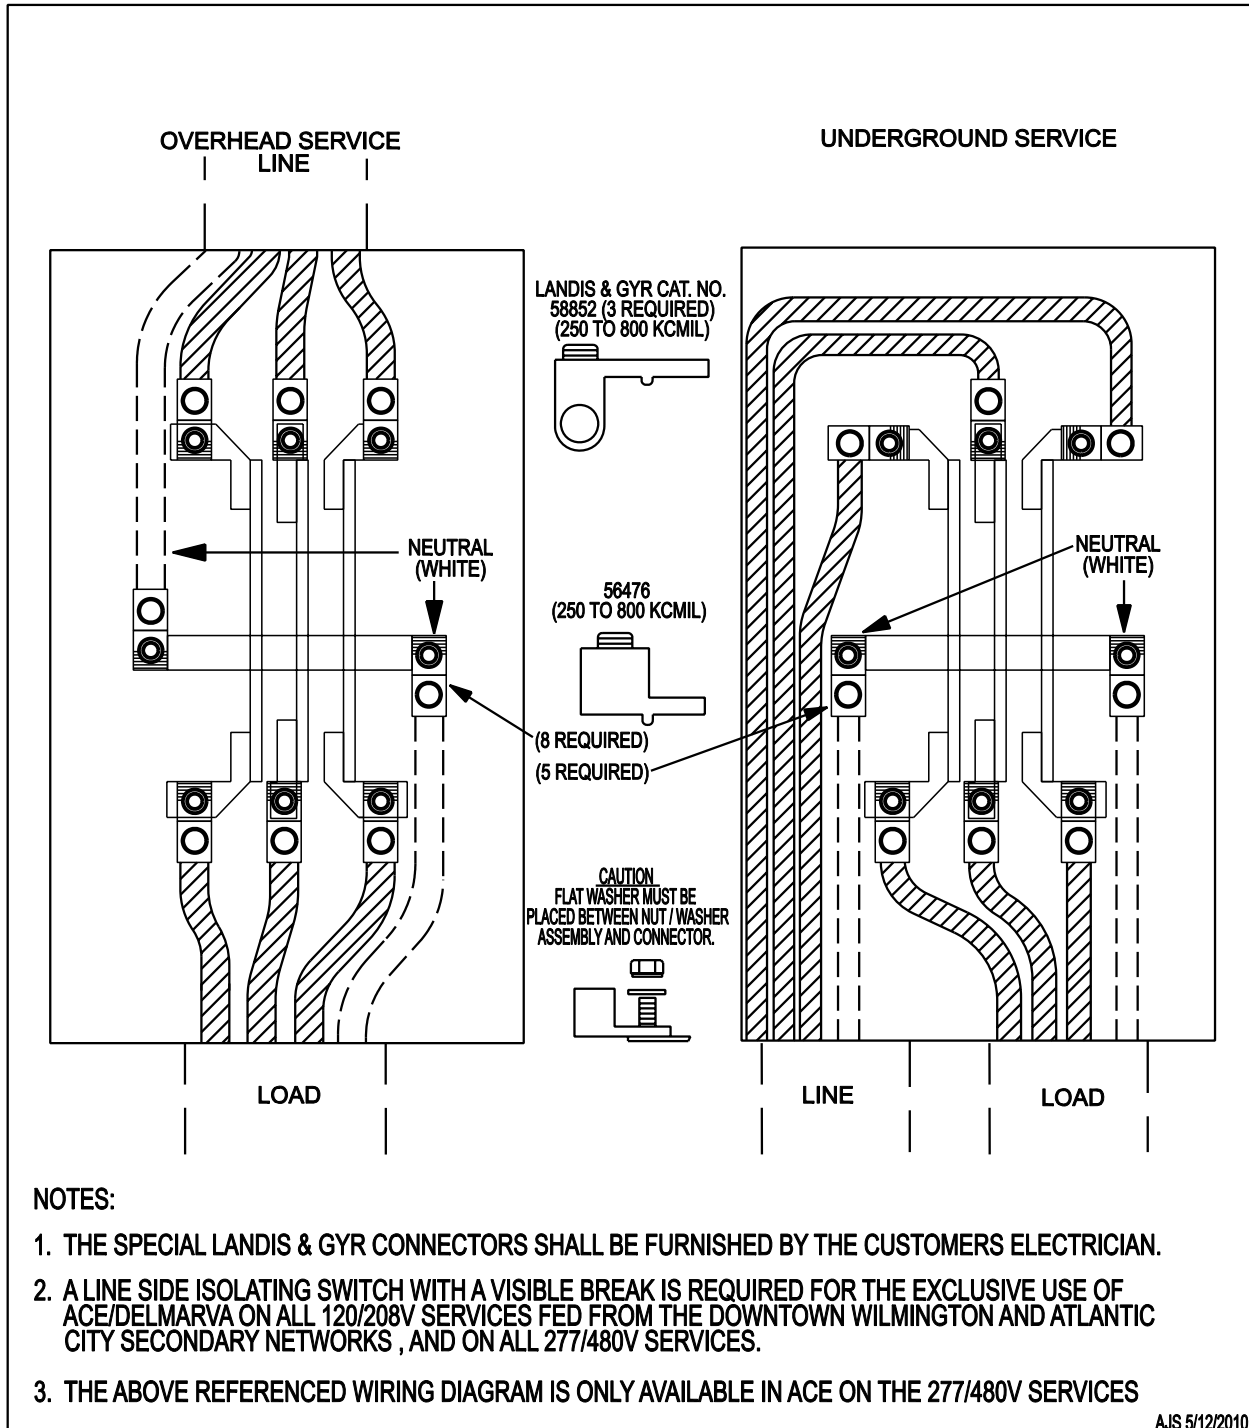 OVERHEAD SERVICE
LINE
UNDERGROUND SERVICE
LANDIS & GYR CAT. NO.
58852 (3 REQUIRED)
(250 TO 800 KCMIL)
NEUTRAL
(WHITE)
56476
(250 TO 800 KCMIL)
NEUTRAL
(WHITE)
(8 REQUIRED)
(5 REQUIRED)
CAUTION
FLAT WASHER MUST BE
PLACED BETWEEN NUT / WASHER
ASSEMBLY AND CONNECTOR.
LOAD
LINE
LOAD
NOTES:
1. THE SPECIAL LANDIS & GYR CONNECTORS SHALL BE FURNISHED BY THE CUSTOMERS ELECTRICIAN.
2. A LINE SIDE ISOLATING SWITCH WITH A VISIBLE BREAK IS REQUIRED FOR THE EXCLUSIVE USE OF
ACE/DELMARVA ON ALL 120/208V SERVICES FED FROM THE DOWNTOWN WILMINGTON AND ATLANTIC
CITY SECONDARY NETWORKS , AND ON ALL 277/480V SERVICES.
3. THE ABOVE REFERENCED WIRING DIAGRAM IS ONLY AVAILABLE IN ACE ON THE 277/480V SERVICES
AJS 5/12/2010